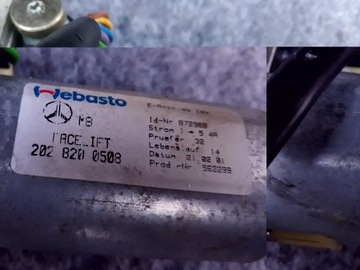 Webasto
MB
FACELIFT
202 820 0508
Id-Nr 872988
Strom I = 5 4A
Pruefer 32
Lebenslauf 14
Datum 21 02 01
Prod-Nr 562299